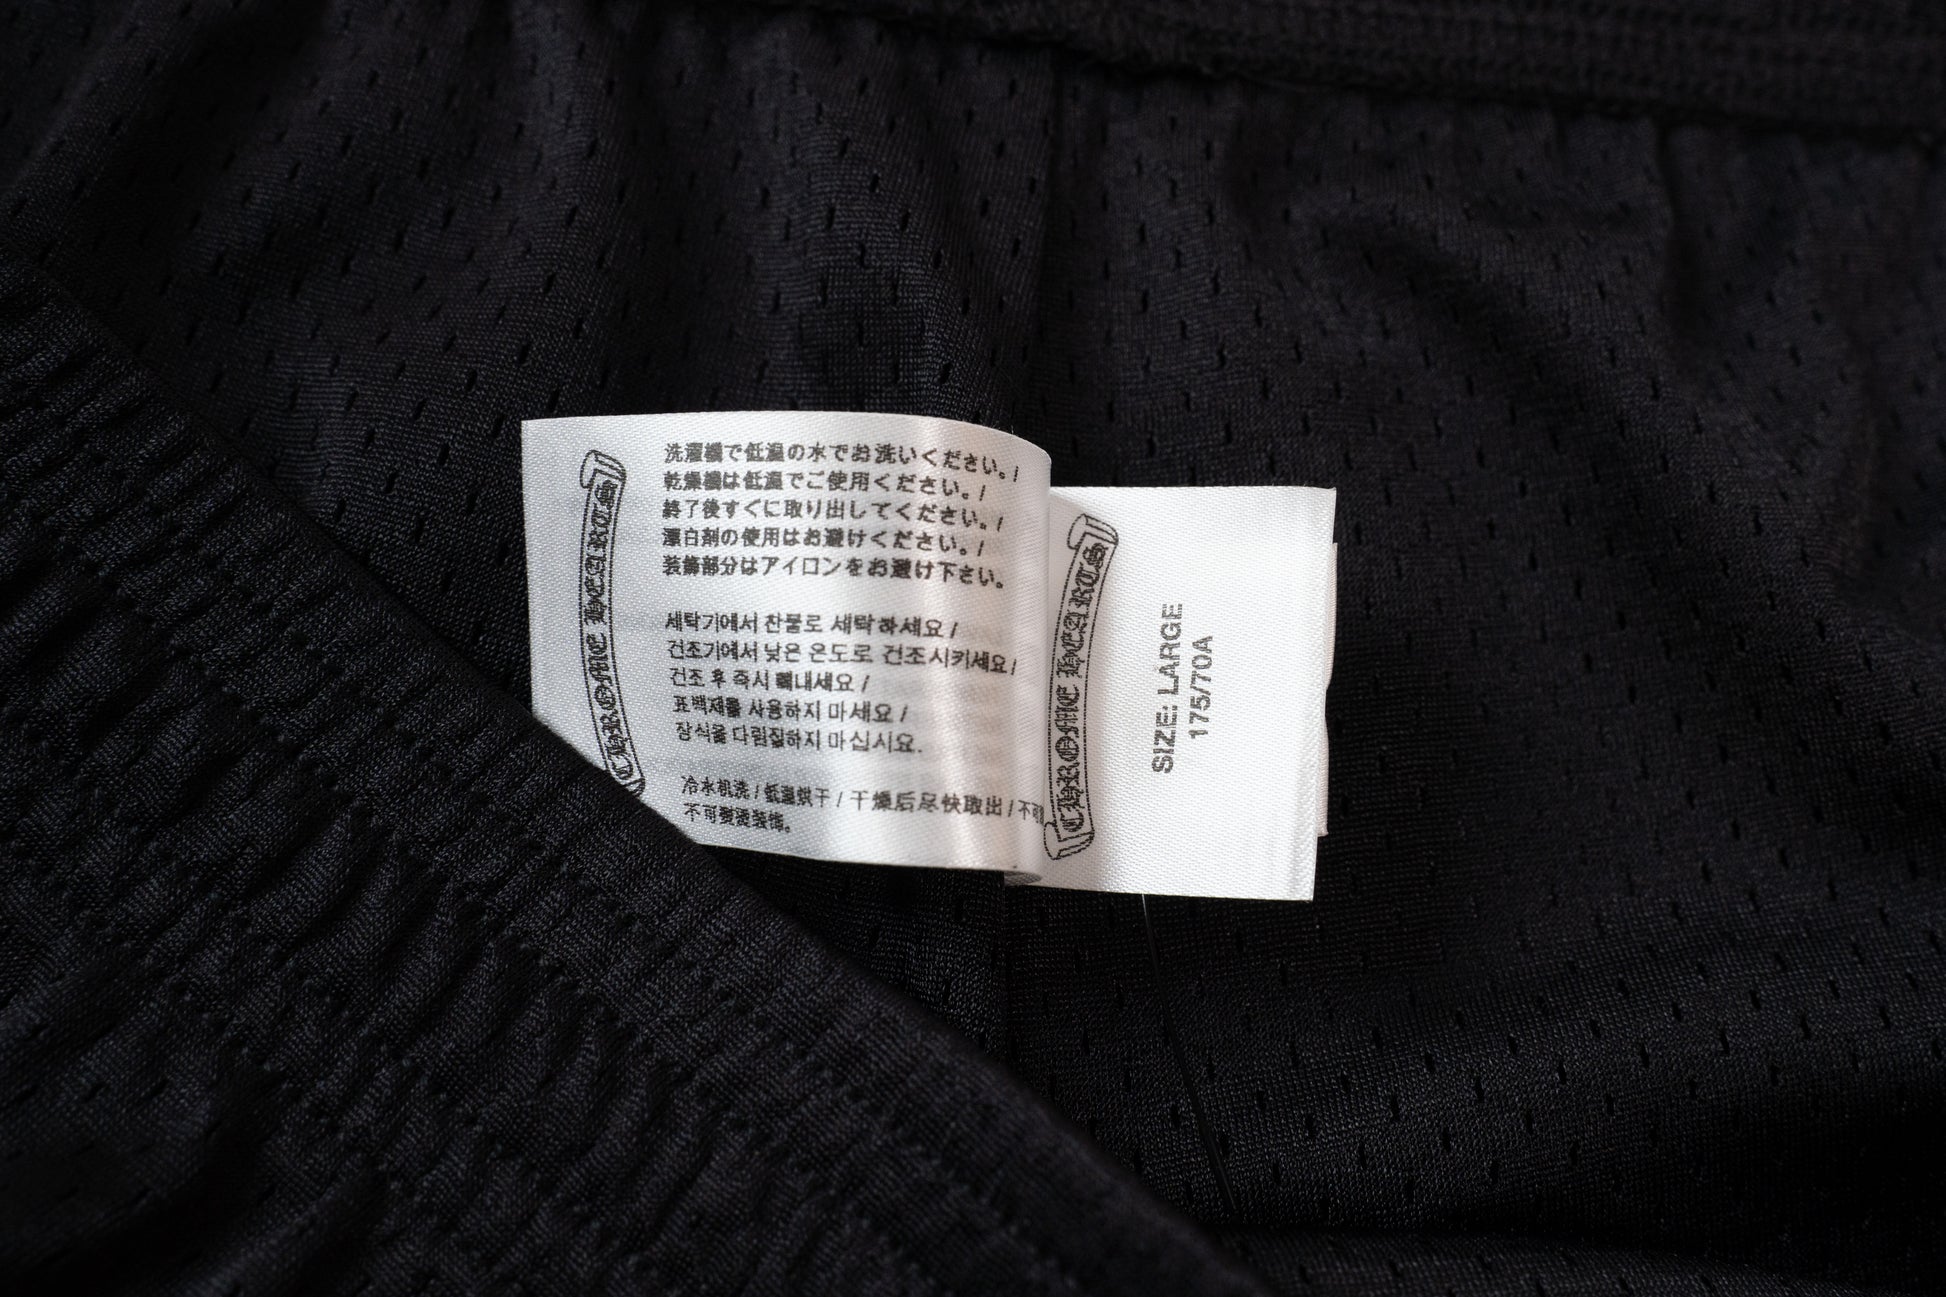 CHROME HEARTS
洗濯機で低温の水でお洗いください。/
乾燥機は低温でご使用ください。/
終了後すぐに取り出してください。/
漂白剤の使用はお避けください。/
装飾部分はアイロンをお避け下さい。
세탁기에서 찬물로 세탁하세요 /
건조기에서 낮은 온도로 건조시키세요/
건조 후 즉시 빼내세요 /
표백제를 사용하지 마세요 /
장식을 다림질하지 마십시요.
冷水机洗 / 低温烘干 / 干燥后尽快取出 / 不可
不可熨烫装饰。
CHROME HEARTS
SIZE: LARGE
175/70A